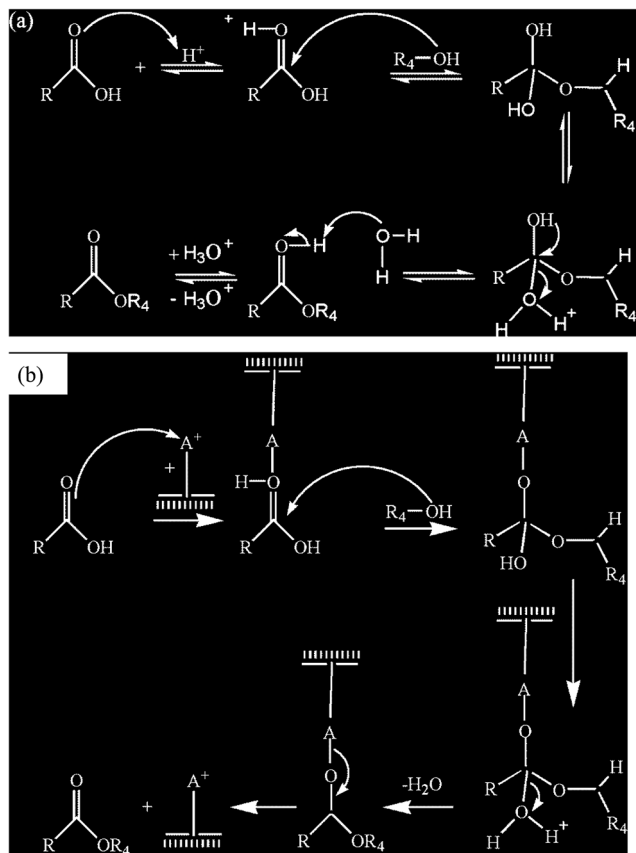 (a)
O
R
OH
+
H+
+
H-O
R
OH
R4-OH
OH
R
HO
O
H
R4
O
R
OR4
+ H3O+
- H3O+
O-H
R
OR4
O-H
H
OH
R
O
H
R4
O
H
H+
(b)
O
R
OH
A+
+
A
H-O
R
OH
R4-OH
A
O
R
HO
O
H
R4
O
R
OR4
+
A+
A
O
R
OR4
-H2O
A
O
R
O
H
R4
O
H
H+